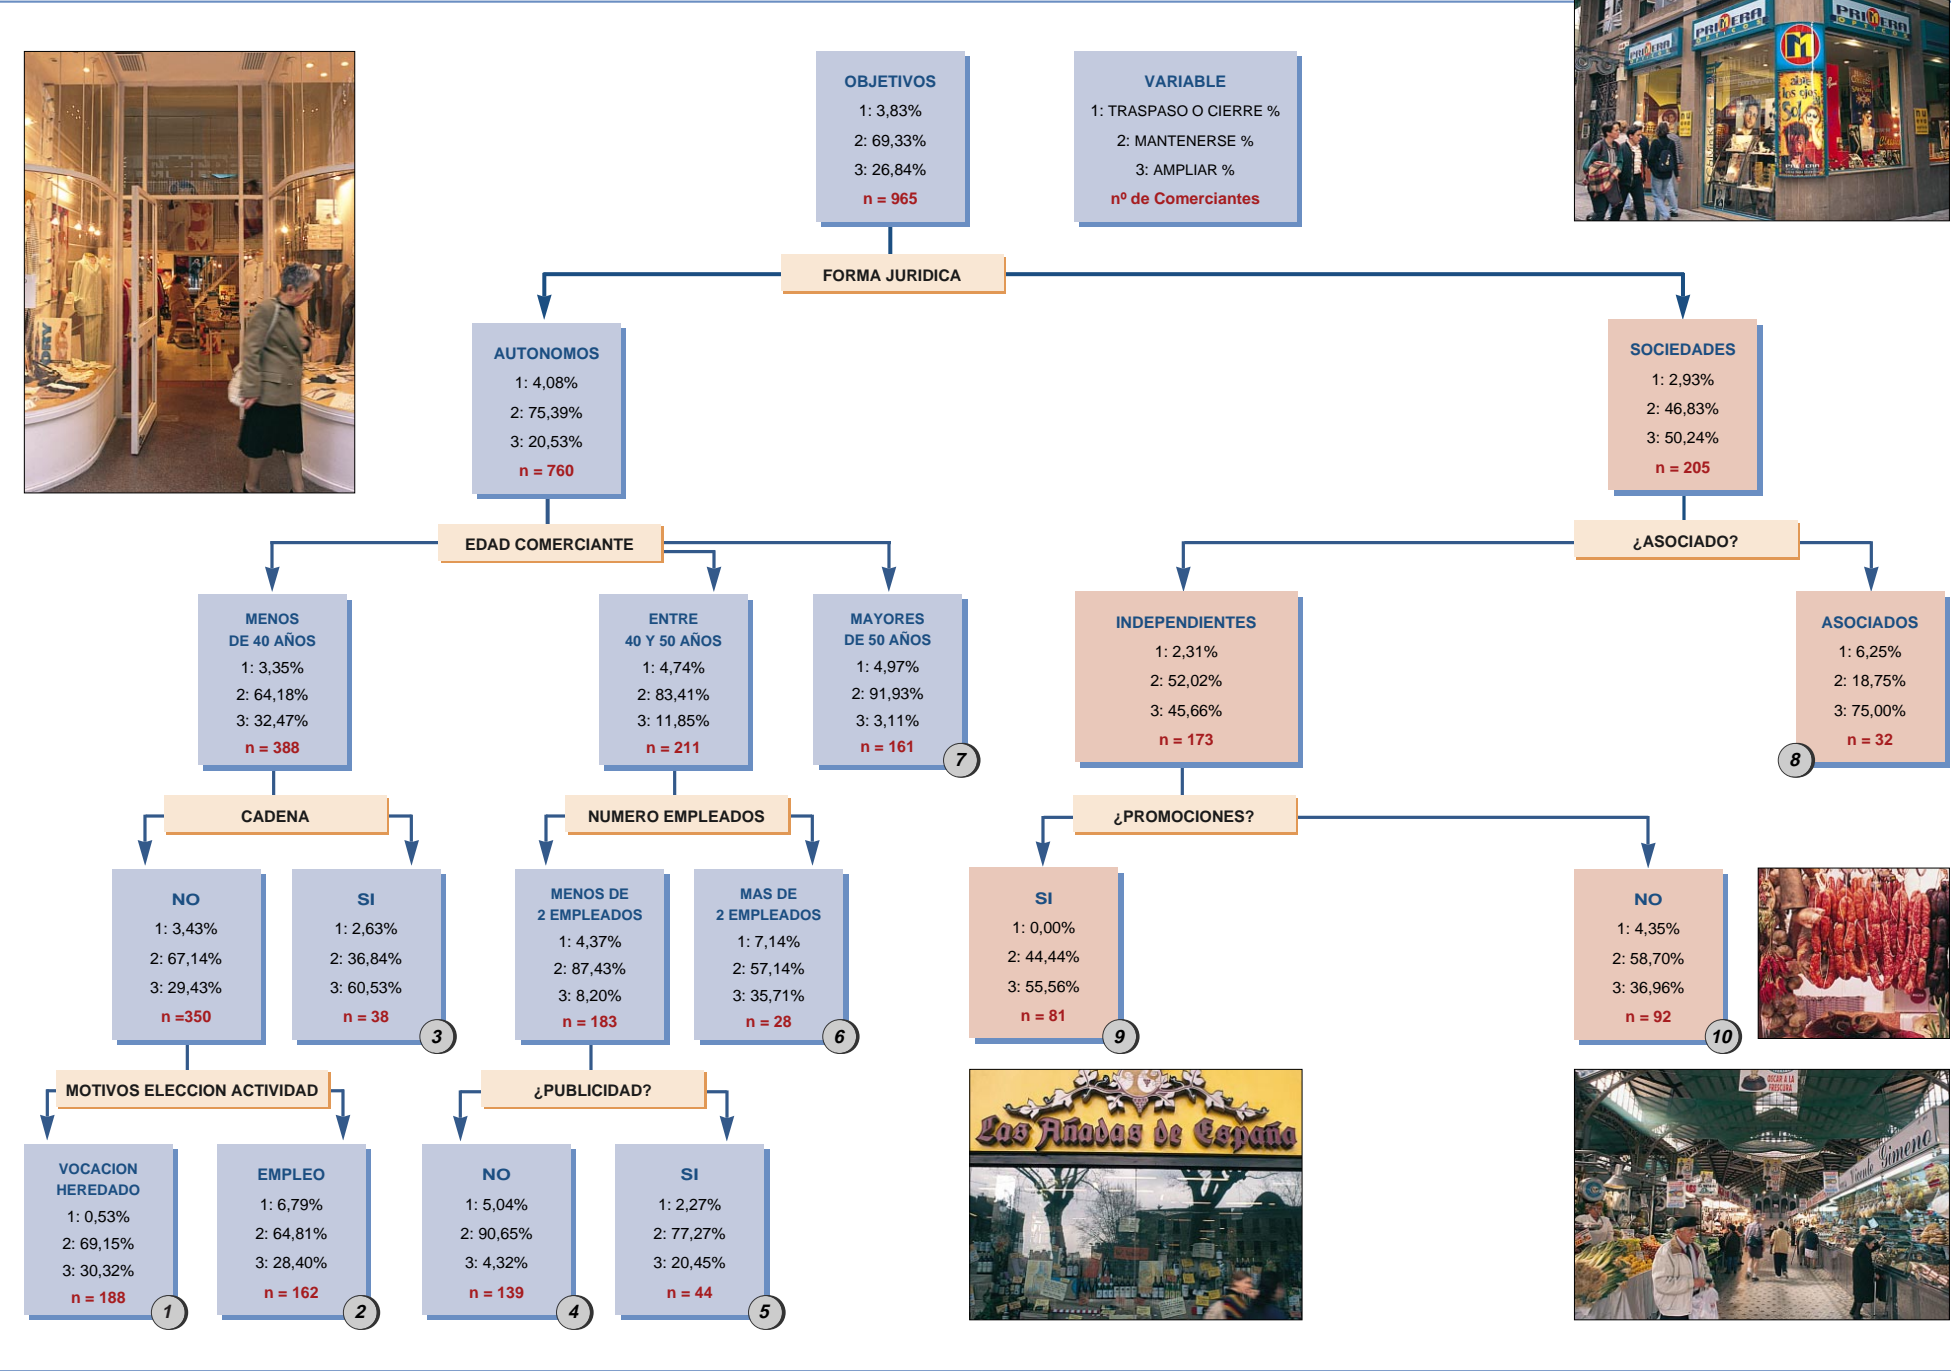 OBJETIVOS
1: 3,83%
2: 69,33%
3: 26,84%
n = 965
VARIABLE
1: TRASPASO O CIERRE %
2: MANTENERSE %
3: AMPLIAR %
nº de Comerciantes
PRIMERA
PRIMERA
PRIMERA
abre
los ojos
Sol
FORMA JURIDICA
AUTONOMOS
1: 4,08%
2: 75,39%
3: 20,53%
n = 760
SOCIEDADES
1: 2,93%
2: 46,83%
3: 50,24%
n = 205
EDAD COMERCIANTE
¿ASOCIADO?
MENOS
DE 40 AÑOS
1: 3,35%
2: 64,18%
3: 32,47%
n = 388
ENTRE
40 Y 50 AÑOS
1: 4,74%
2: 83,41%
3: 11,85%
n = 211
MAYORES
DE 50 AÑOS
1: 4,97%
2: 91,93%
3: 3,11%
n = 161
7
INDEPENDIENTES
1: 2,31%
2: 52,02%
3: 45,66%
n = 173
ASOCIADOS
1: 6,25%
2: 18,75%
3: 75,00%
n = 32
8
CADENA
NUMERO EMPLEADOS
¿PROMOCIONES?
NO
1: 3,43%
2: 67,14%
3: 29,43%
n =350
SI
1: 2,63%
2: 36,84%
3: 60,53%
n = 38
3
MENOS DE
2 EMPLEADOS
1: 4,37%
2: 87,43%
3: 8,20%
n = 183
MAS DE
2 EMPLEADOS
1: 7,14%
2: 57,14%
3: 35,71%
n = 28
6
SI
1: 0,00%
2: 44,44%
3: 55,56%
n = 81
9
NO
1: 4,35%
2: 58,70%
3: 36,96%
n = 92
10
MOTIVOS ELECCION ACTIVIDAD
¿PUBLICIDAD?
VOCACION
HEREDADO
1: 0,53%
2: 69,15%
3: 30,32%
n = 188
1
EMPLEO
1: 6,79%
2: 64,81%
3: 28,40%
n = 162
2
NO
1: 5,04%
2: 90,65%
3: 4,32%
n = 139
4
SI
1: 2,27%
2: 77,27%
3: 20,45%
n = 44
5
Las Añadas de España
OSCAR A LA
FRESCURA
Vicente Gimeno